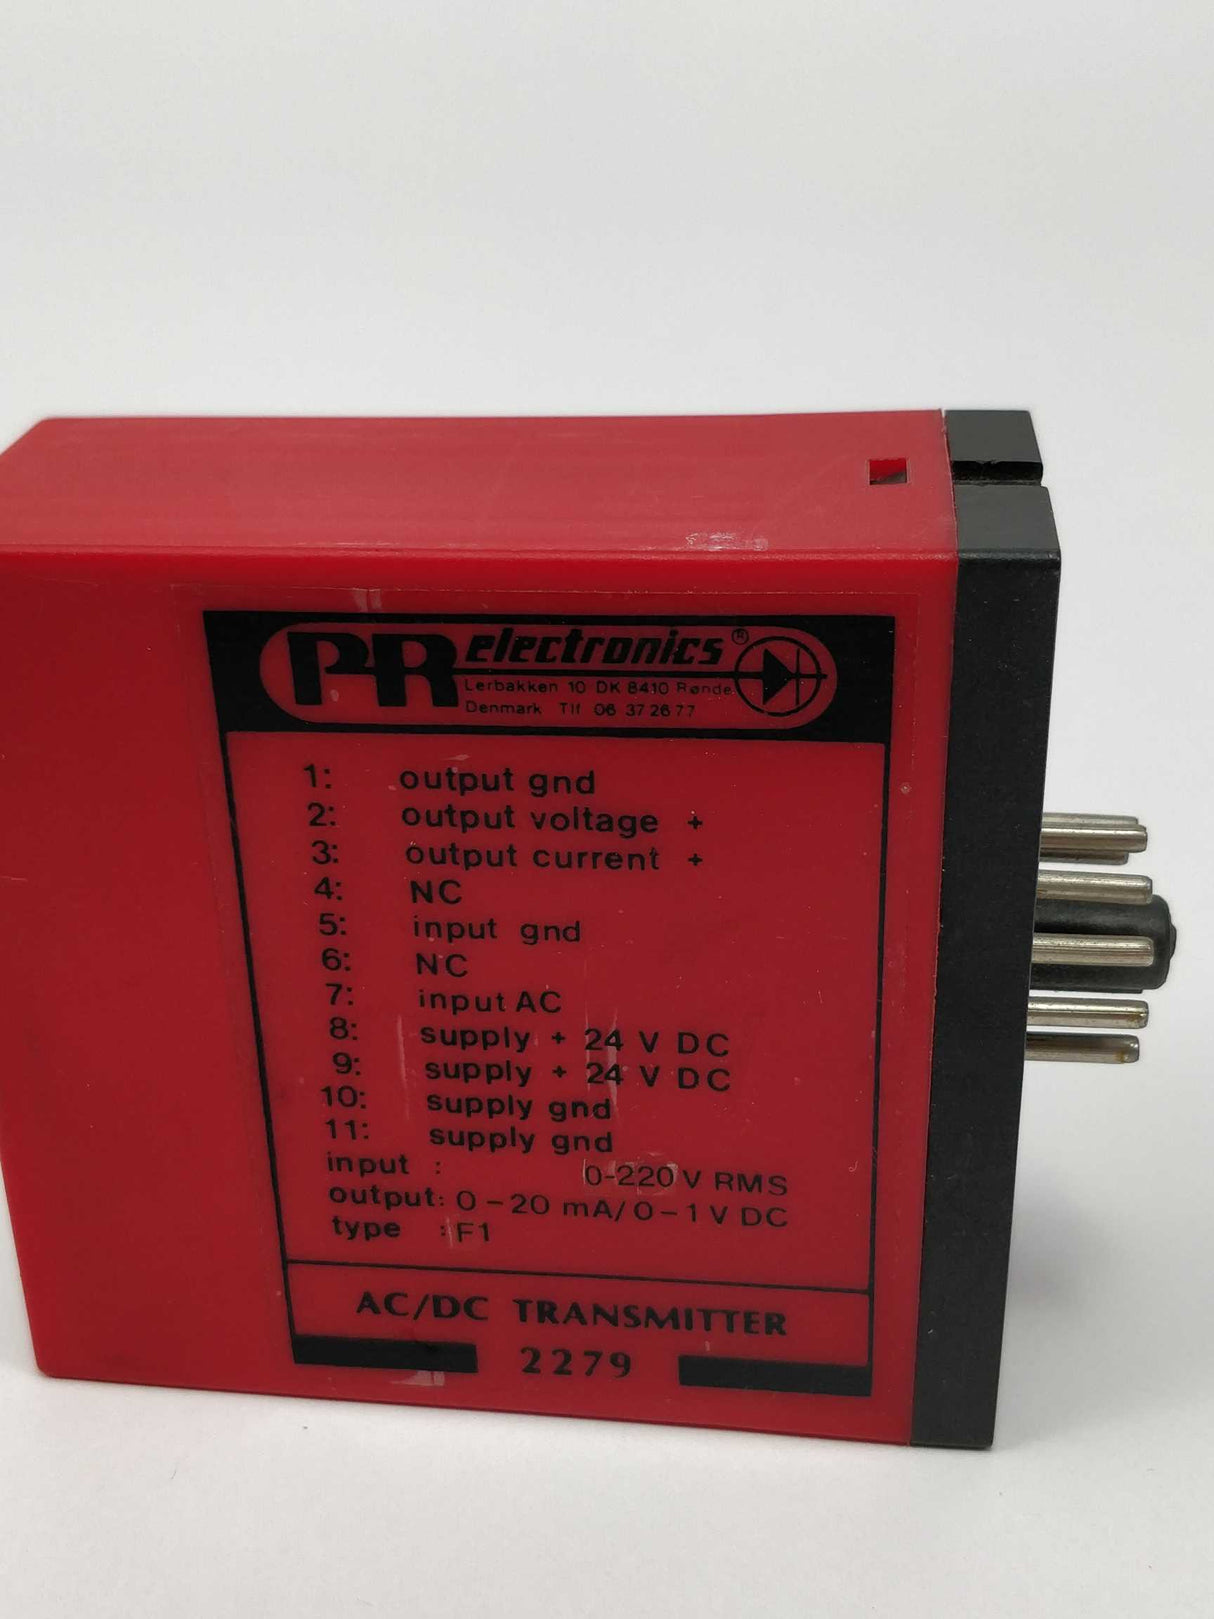 PR electronics ®
Lerbakken 10 DK 8410 Rønde
Denmark Tlf 06 37 26 77
1: output gnd
2: output voltage +
3: output current +
4: NC
5: input gnd
6: NC
7: input AC
8: supply + 24 V DC
9: supply + 24 V DC
10: supply gnd
11: supply gnd
input : 0-220 V RMS
output: 0-20 mA/0-1 V DC
type : F1
AC/DC TRANSMITTER
2279